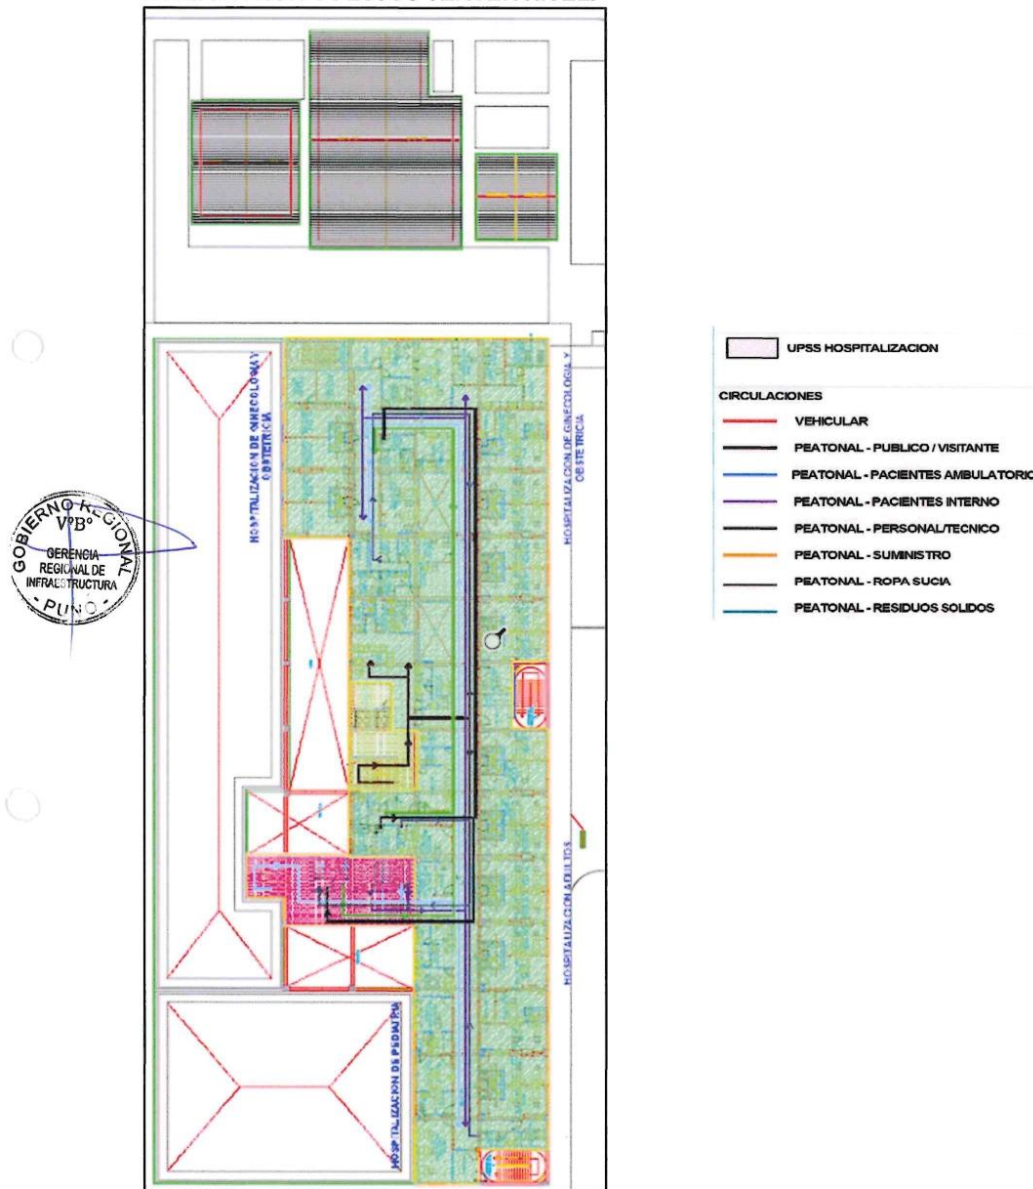 HOSPITALIZACION DE GINECOLOGIA Y
OBSTETRICIA
HOSPITALIZACION DE GINECOLOGIA Y
OBSTETRICIA
GOBIERNO REGIONAL
V°B°
GERENCIA
REGIONAL DE
INFRAESTRUCTURA
- PUNO -
HOSPITALIZACION ADULTOS
HOSPITALIZACION DE PEDIATRIA
UPSS HOSPITALIZACION
CIRCULACIONES
VEHICULAR
PEATONAL - PUBLICO / VISITANTE
PEATONAL - PACIENTES AMBULATORIO
PEATONAL - PACIENTES INTERNO
PEATONAL - PERSONAL/TECNICO
PEATONAL - SUMINISTRO
PEATONAL - ROPA SUCIA
PEATONAL - RESIDUOS SOLIDOS